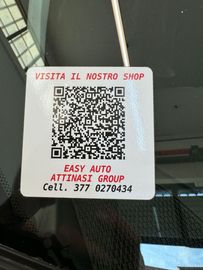 VISITA IL NOSTRO SHOP
EASY AUTO
ATTINASI GROUP
Cell. 377 0270434